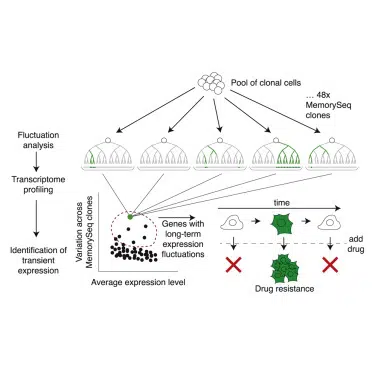 Pool of clonal cells
... 48x
MemorySeq
clones
Fluctuation
analysis
Transcriptome
profiling
Identification of
transient
expression
Variation across
MemorySeq clones
Average expression level
Genes with
long-term
expression
fluctuations
time
add
drug
Drug resistance